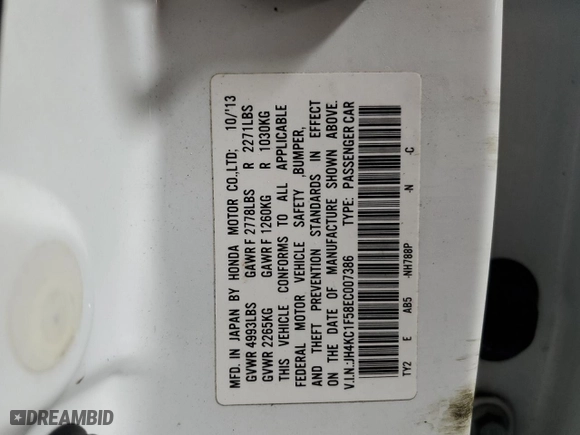 MFD. IN JAPAN BY HONDA MOTOR CO.,LTD; 10/'13
GVWR 4993LBS GAWR F 2778LBS R 2271LBS
GVWR 2265KG GAWR F 1260KG R 1030KG
THIS VEHICLE CONFORMS TO ALL APPLICABLE
FEDERAL MOTOR VEHICLE SAFETY ,BUMPER,
AND THEFT PREVENTION STANDARDS IN EFFECT
ON THE DATE OF MANUFACTURE SHOWN ABOVE.
V.I.N.:JH4KC1F58EC007386 TYPE: PASSENGER CAR
TY2 E AB5 -NH788P -N -C
DREAMBID